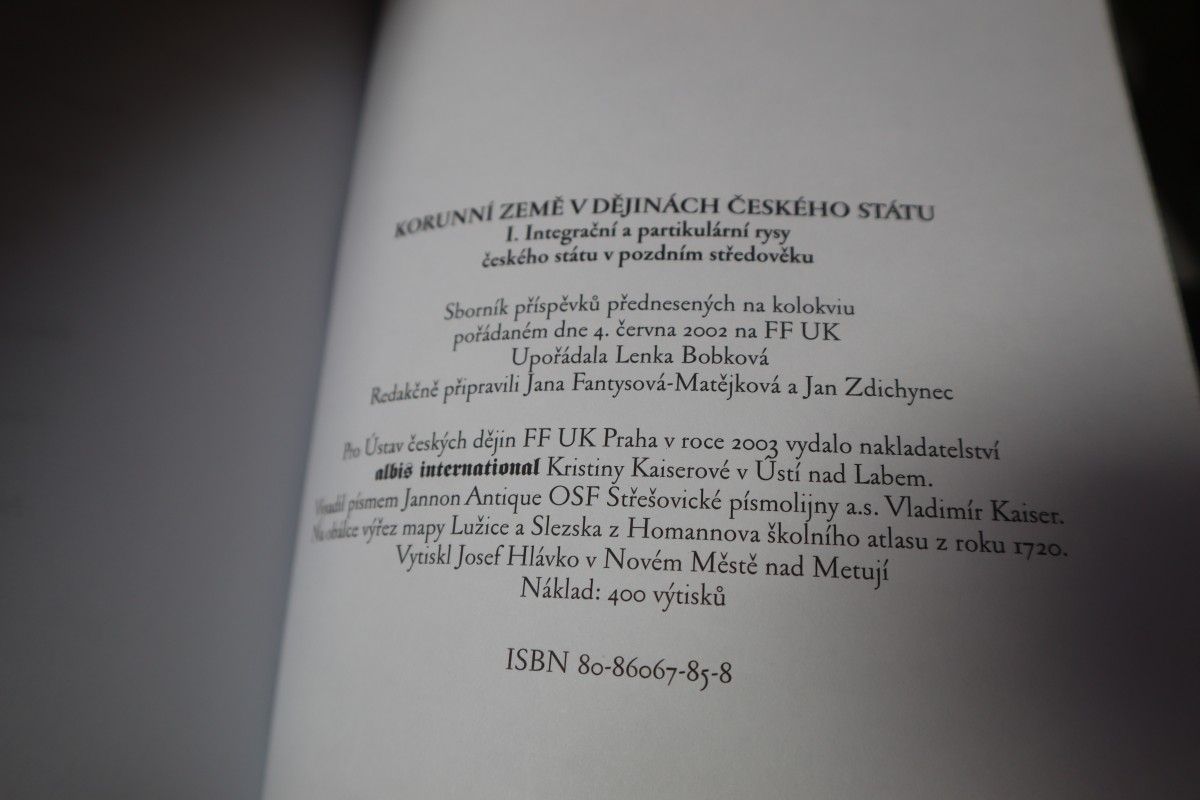 KORUNNÍ ZEMĚ V DĚJINÁCH ČESKÉHO STÁTU
I. Integrační a partikulární rysy
českého státu v pozdním středověku
Sborník příspěvků přednesených na kolokviu
pořádaném dne 4. června 2002 na FF UK
Upořádala Lenka Bobková
Redakčně připravili Jana Fantysová-Matějková a Jan Zdichynec
Pro Ústav českých dějin FF UK Praha v roce 2003 vydalo nakladatelství
albis international Kristiny Kaiserové v Ústí nad Labem.
Vysadil písmem Jannon Antique OSF Střešovické písmolijny a.s. Vladimír Kaiser.
Na obálce výřez mapy Lužice a Slezska z Homannova školního atlasu z roku 1720.
Vytiskl Josef Hlávko v Novém Městě nad Metují
Náklad: 400 výtisků
ISBN 80-86067-85-8